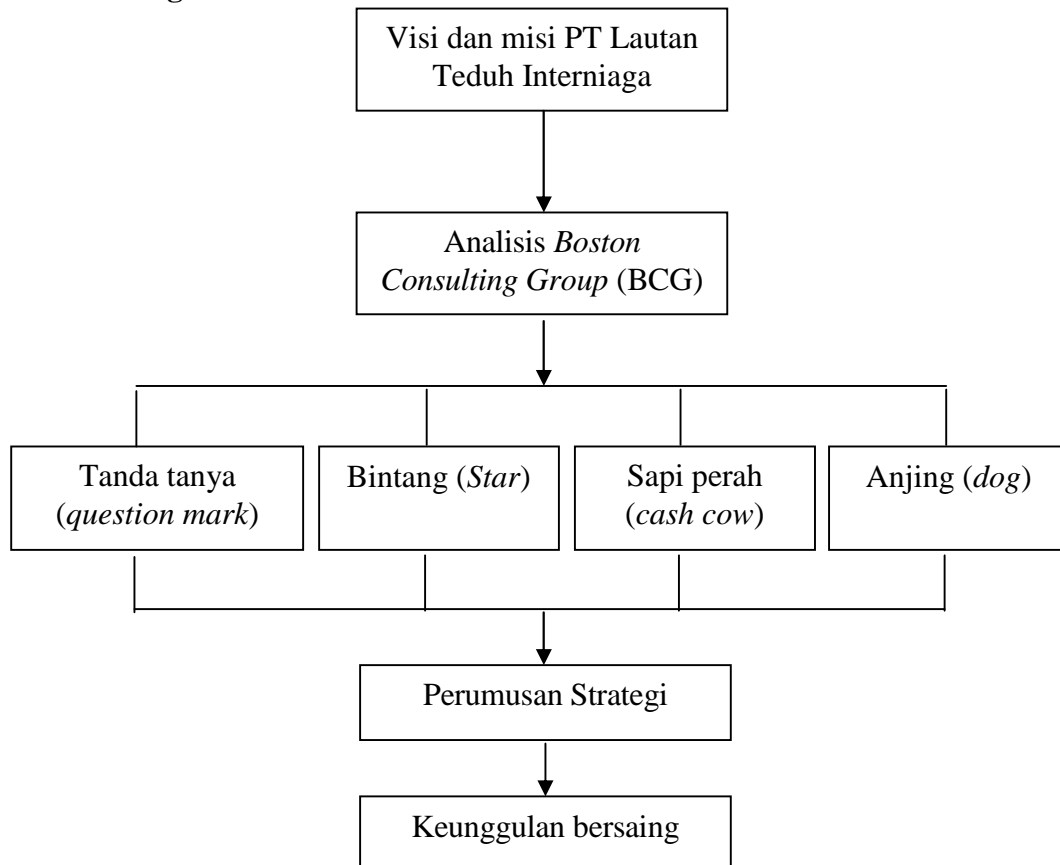 Visi dan misi PT Lautan
Teduh Interniaga
Analisis Boston
Consulting Group (BCG)
Tanda tanya
(question mark)
Bintang (Star)
Sapi perah
(cash cow)
Anjing (dog)
Perumusan Strategi
Keunggulan bersaing